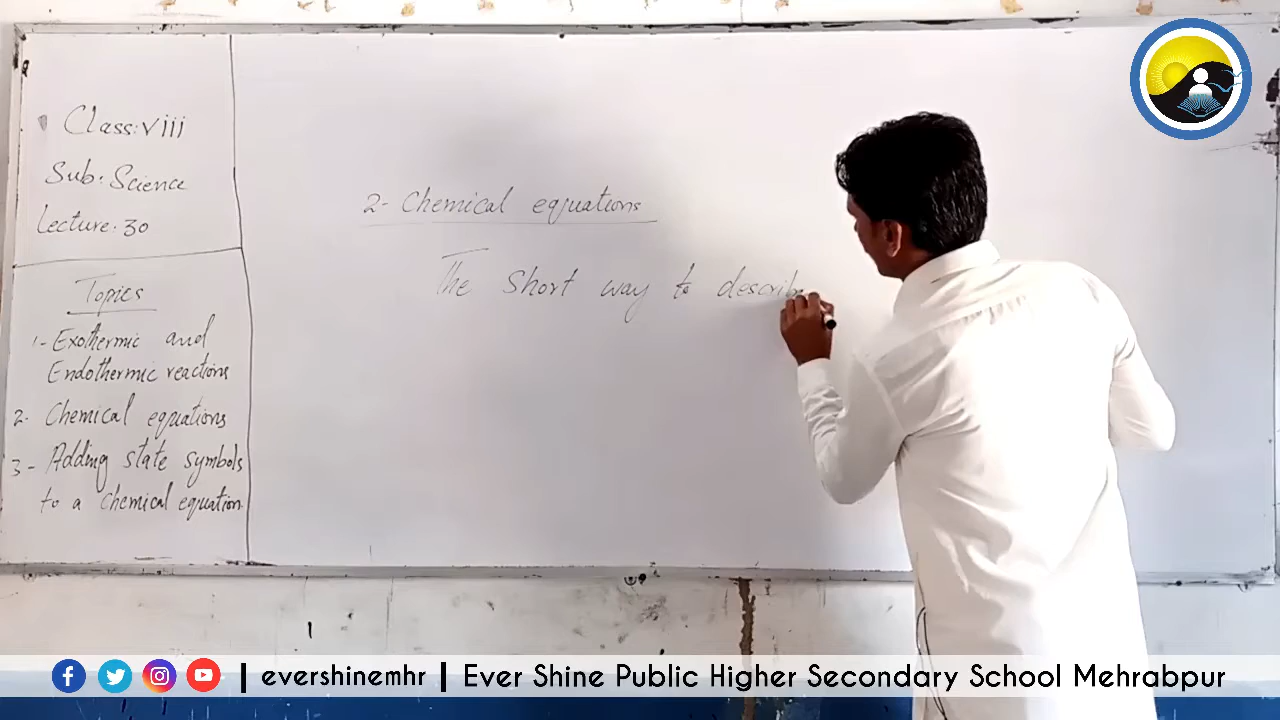 Class: viii
Sub: Science
Lecture: 30
Topics
1- Exothermic and
Endothermic reactions
2- Chemical equations
3- Adding state symbols
to a chemical equation
2- Chemical equations
The Short way to describe
| evershinemhr | Ever Shine Public Higher Secondary School Mehrabpur